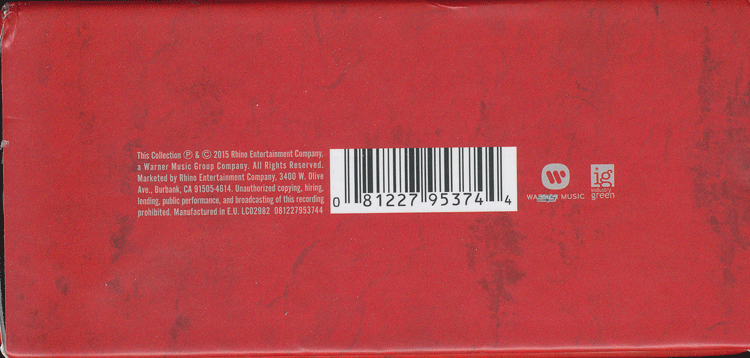 This Collection Ⓟ & © 2015 Rhino Entertainment Company,
a Warner Music Group Company. All Rights Reserved.
Marketed by Rhino Entertainment Company, 3400 W. Olive
Ave., Burbank, CA 91505-4614. Unauthorized copying, hiring,
lending, public performance, and broadcasting of this recording
prohibited. Manufactured in E.U. LC02982 081227953744
0 81227 95374 4
WARNER MUSIC
ig
industry
green